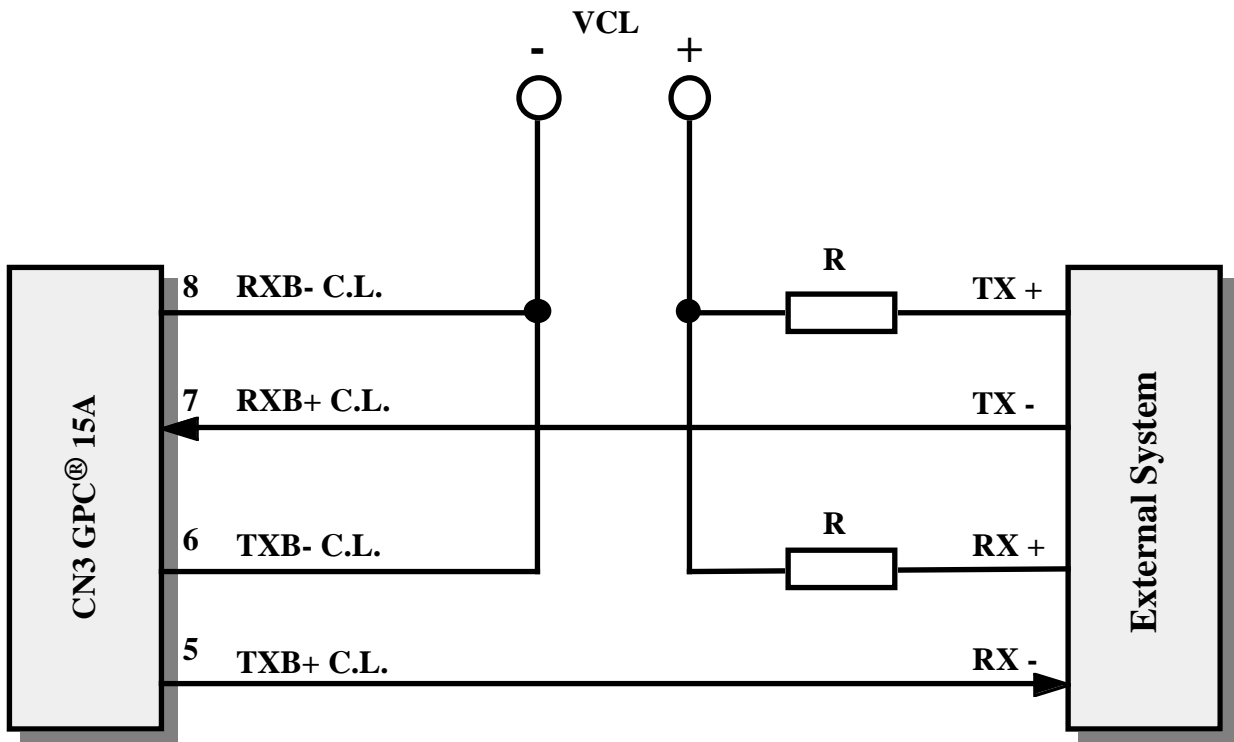 VCL
- +
R
8 RXB- C.L. TX +
7 RXB+ C.L. TX -
R
6 TXB- C.L. RX +
5 TXB+ C.L. RX -
CN3 GPC® 15A
External System